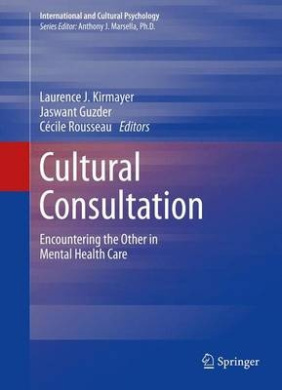 International and Cultural Psychology
Series Editor: Anthony J. Marsella, Ph.D.
Laurence J. Kirmayer
Jaswant Guzder
Cécile Rousseau Editors
Cultural
Consultation
Encountering the Other in
Mental Health Care
Springer